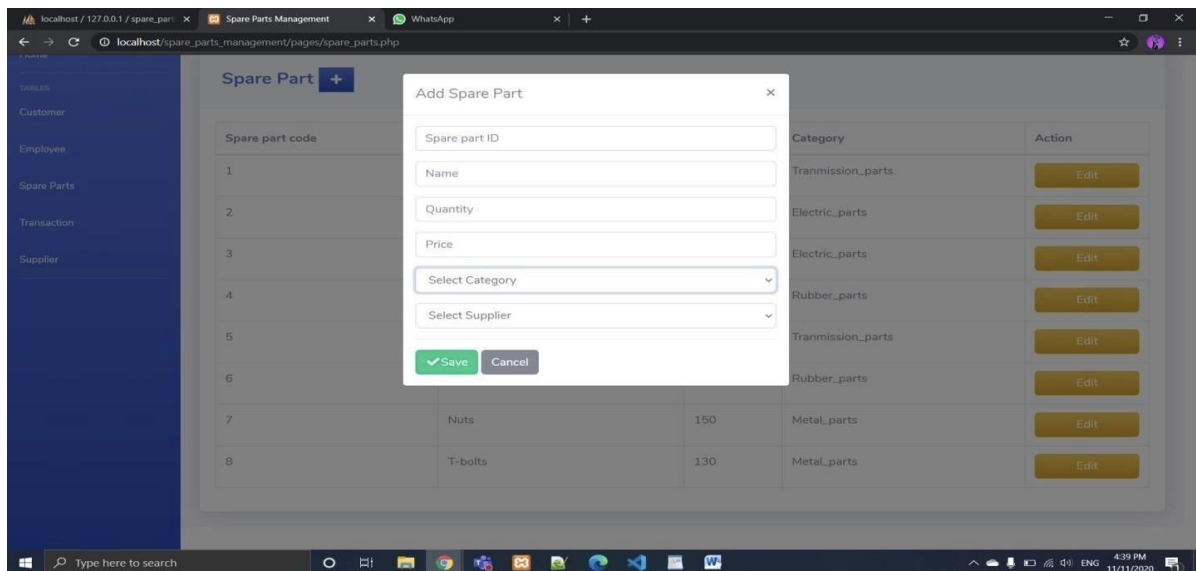 localhost / 127.0.0.1 / spare_part
Spare Parts Management
WhatsApp
localhost/spare_parts_management/pages/spare_parts.php
Home
TABLES
Customer
Employee
Spare Parts
Transaction
Supplier
Spare Part
Add Spare Part
Spare part ID
Name
Quantity
Price
Select Category
Select Supplier
Save Cancel
Spare part code Category Action
1 Tranmission_parts Edit
2 Electric_parts Edit
3 Electric_parts Edit
4 Rubber_parts Edit
5 Tranmission_parts Edit
6 Rubber_parts Edit
7 Nuts 150 Metal_parts Edit
8 T-bolts 130 Metal_parts Edit
Type here to search
ENG
4:39 PM
11/11/2020